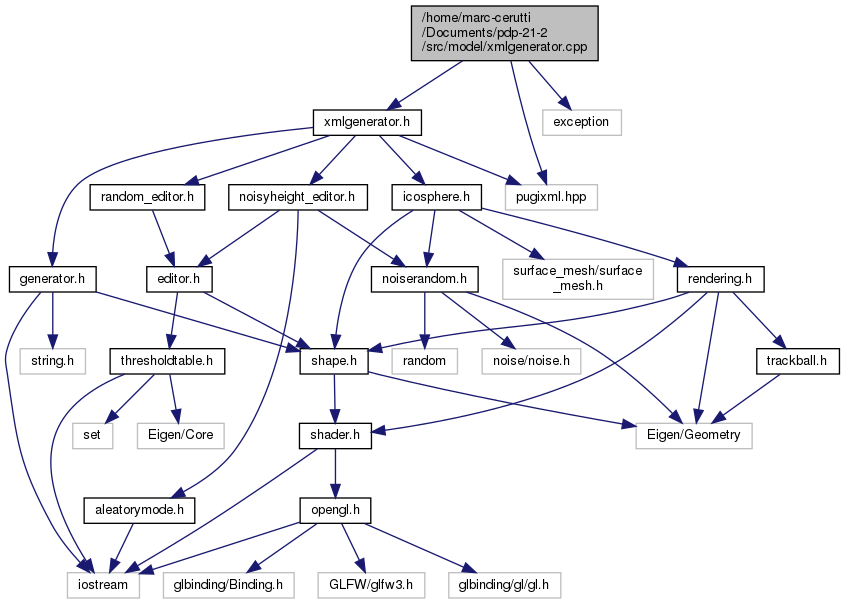 /home/marc-cerutti
/Documents/pdp-21-2
/src/model/xmlgenerator.cpp
xmlgenerator.h
exception
random_editor.h
noisyheight_editor.h
icosphere.h
pugixml.hpp
generator.h
editor.h
noiserandom.h
surface_mesh/surface
_mesh.h
rendering.h
string.h
thresholdtable.h
shape.h
random
noise/noise.h
trackball.h
set
Eigen/Core
shader.h
Eigen/Geometry
aleatorymode.h
opengl.h
iostream
glbinding/Binding.h
GLFW/glfw3.h
glbinding/gl/gl.h